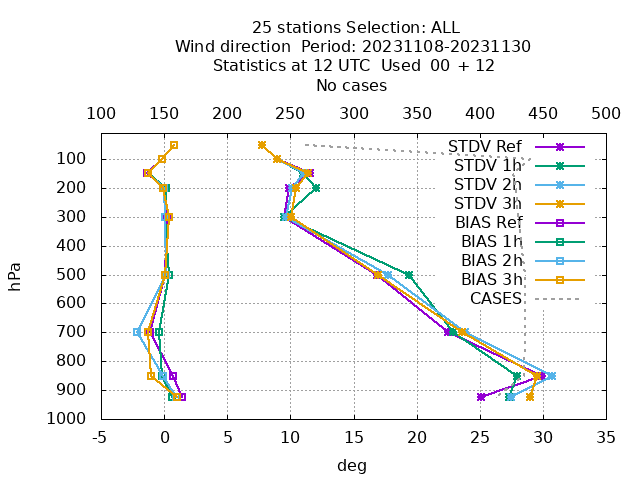 25 stations Selection: ALL
Wind direction  Period: 20231108-20231130
Statistics at 12 UTC  Used  00 + 12
No cases
100 150 200 250 300 350 400 450 500
STDV Ref
STDV 1h
STDV 2h
STDV 3h
BIAS Ref
BIAS 1h
BIAS 2h
BIAS 3h
CASES
100
200
300
400
500
600
700
800
900
1000
hPa
-5 0 5 10 15 20 25 30 35
deg